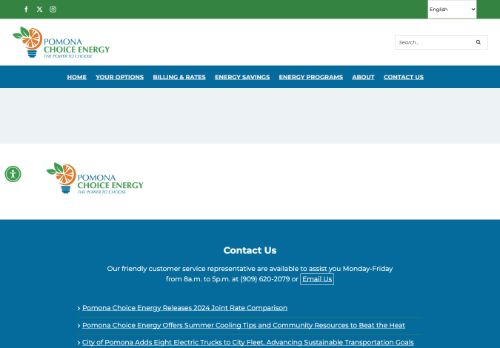 English
POMONA
CHOICE ENERGY
THE POWER TO CHOOSE
Search...
HOME YOUR OPTIONS BILLING & RATES ENERGY SAVINGS ENERGY PROGRAMS ABOUT CONTACT US
POMONA
CHOICE ENERGY
THE POWER TO CHOOSE
Contact Us
Our friendly customer service representative are available to assist you Monday-Friday
from 8a.m. to 5p.m. at (909) 620-2079 or Email Us
Pomona Choice Energy Releases 2024 Joint Rate Comparison
Pomona Choice Energy Offers Summer Cooling Tips and Community Resources to Beat the Heat
City of Pomona Adds Eight Electric Trucks to City Fleet, Advancing Sustainable Transportation Goals